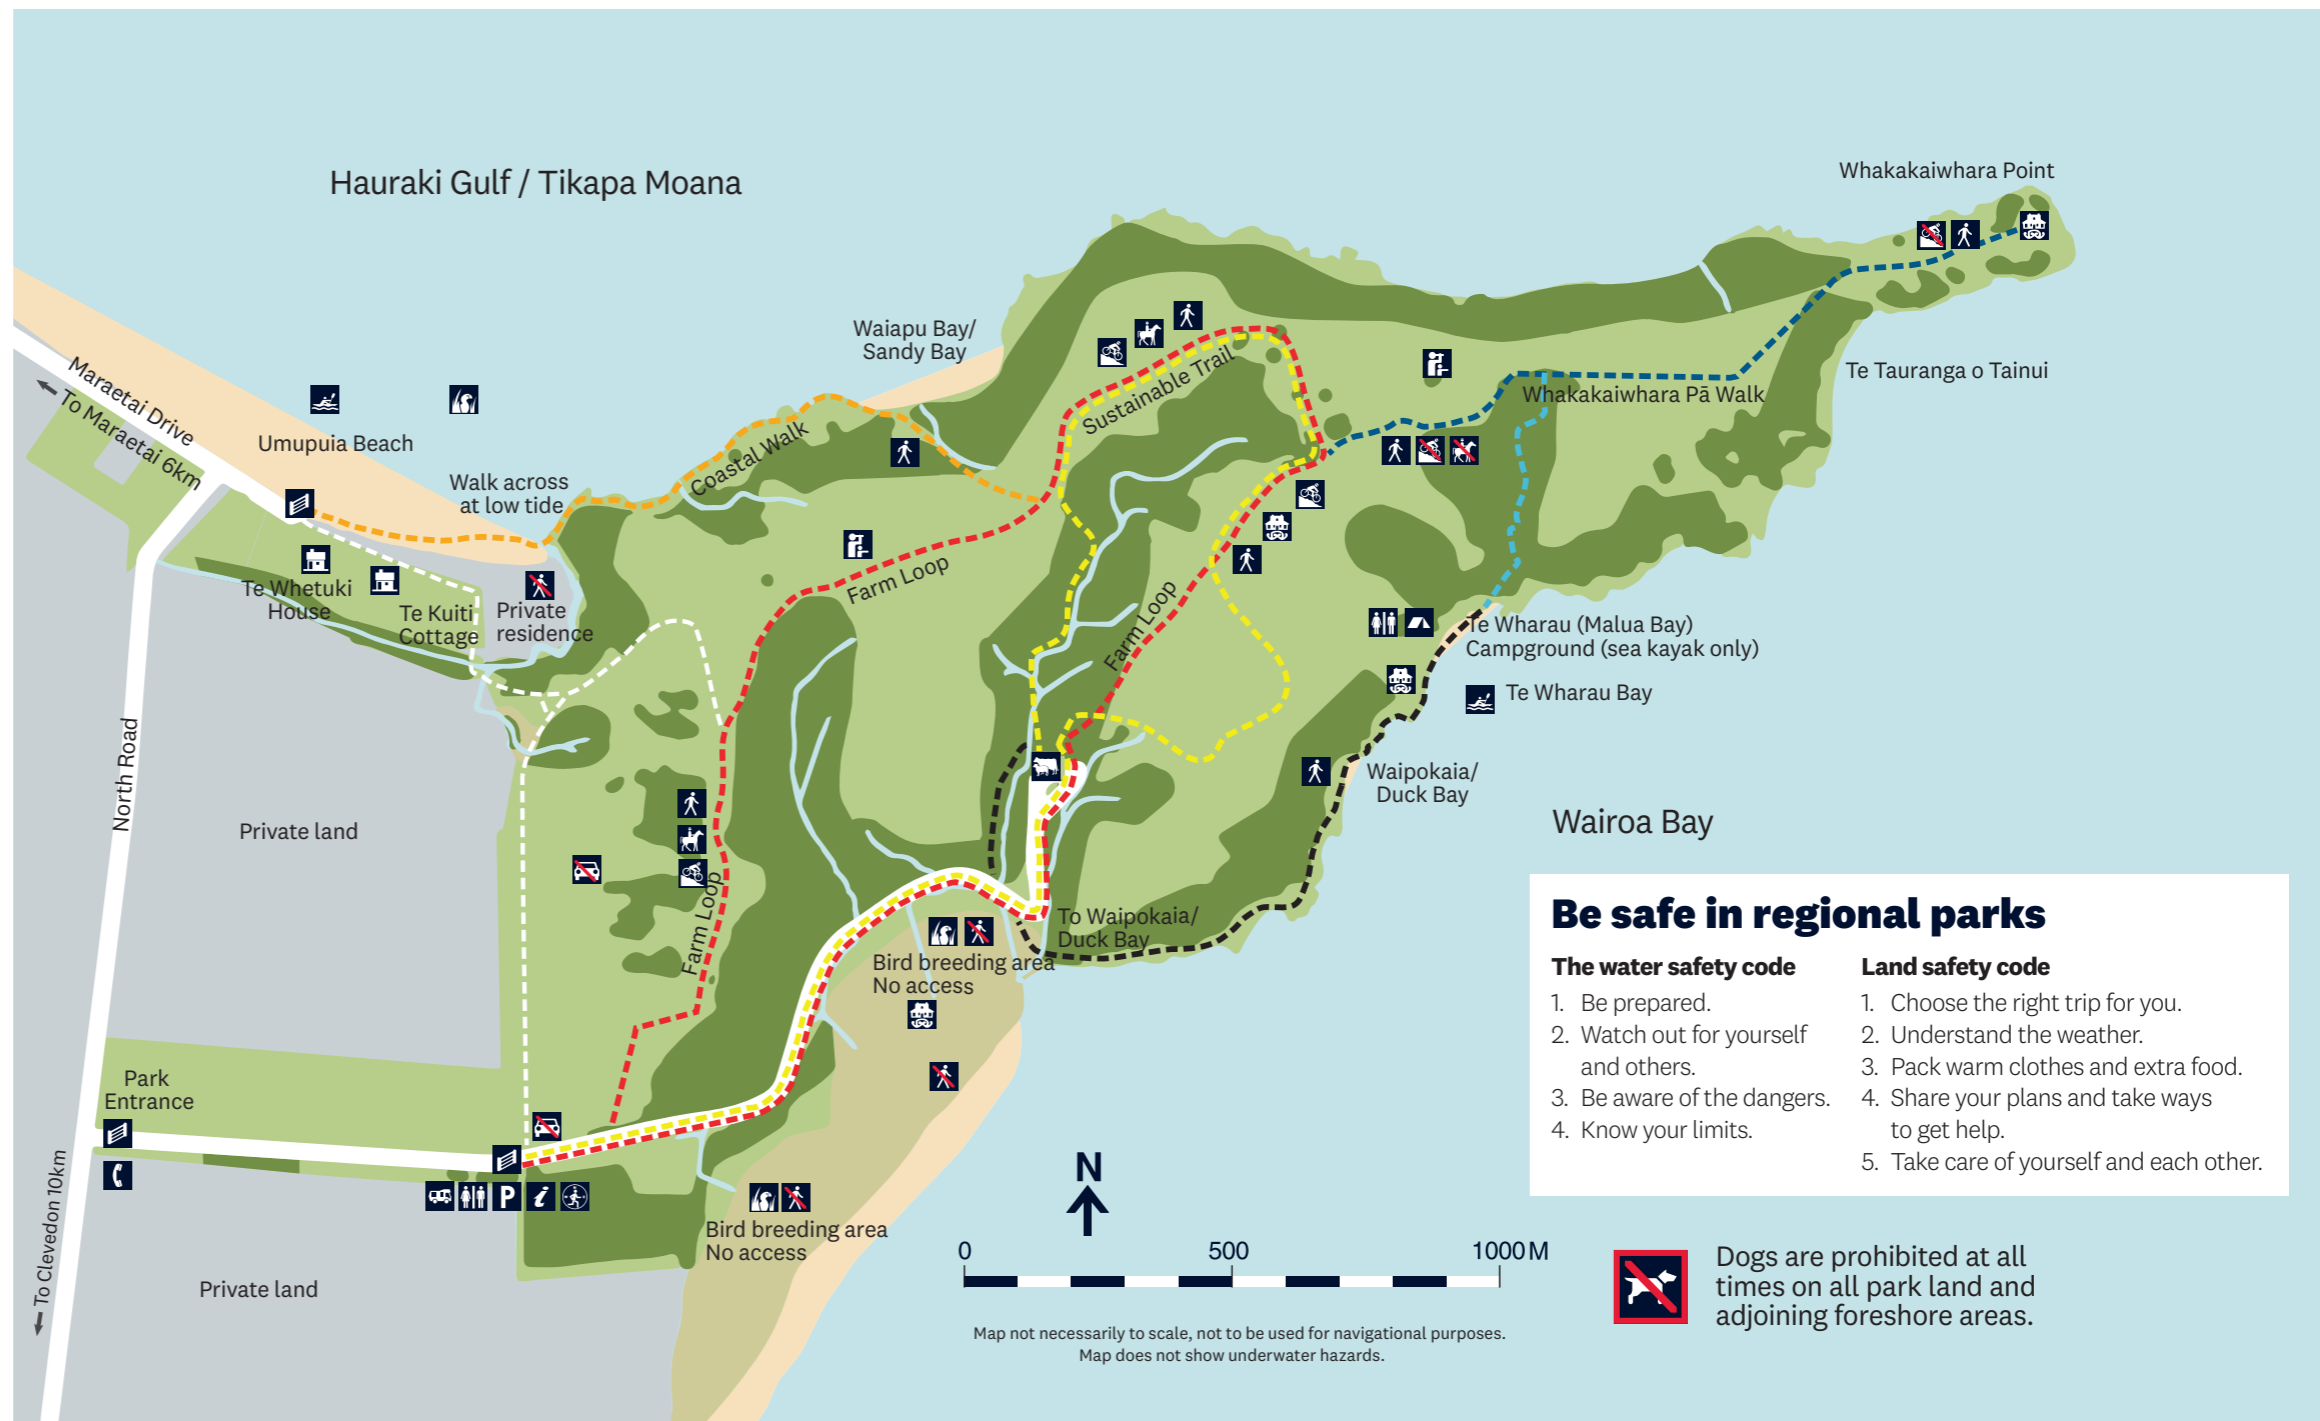 Hauraki Gulf / Tikapa Moana
Whakakaiwhara Point
Waiapu Bay/
Sandy Bay
Maraetai Drive
To Maraetai 6km
Umupuia Beach
Walk across
at low tide
Coastal Walk
Sustainable Trail
Whakakaiwhara Pā Walk
Te Tauranga o Tainui
Te Whetuki
House
Te Kuiti
Cottage
Private
residence
Farm Loop
Farm Loop
Te Wharau (Malua Bay)
Campground (sea kayak only)
Te Wharau Bay
North Road
Private land
Waipokaia/
Duck Bay
Wairoa Bay
Farm Loop
To Waipokaia/
Duck Bay
Bird breeding area
No access
Park
Entrance
P
i
Bird breeding area
No access
To Clevedon 10km
Private land
N
0 500 1000M
Map not necessarily to scale, not to be used for navigational purposes.
Map does not show underwater hazards.
Be safe in regional parks
The water safety code
1. Be prepared.
2. Watch out for yourself
and others.
3. Be aware of the dangers.
4. Know your limits.
Land safety code
1. Choose the right trip for you.
2. Understand the weather.
3. Pack warm clothes and extra food.
4. Share your plans and take ways
to get help.
5. Take care of yourself and each other.
Dogs are prohibited at all
times on all park land and
adjoining foreshore areas.